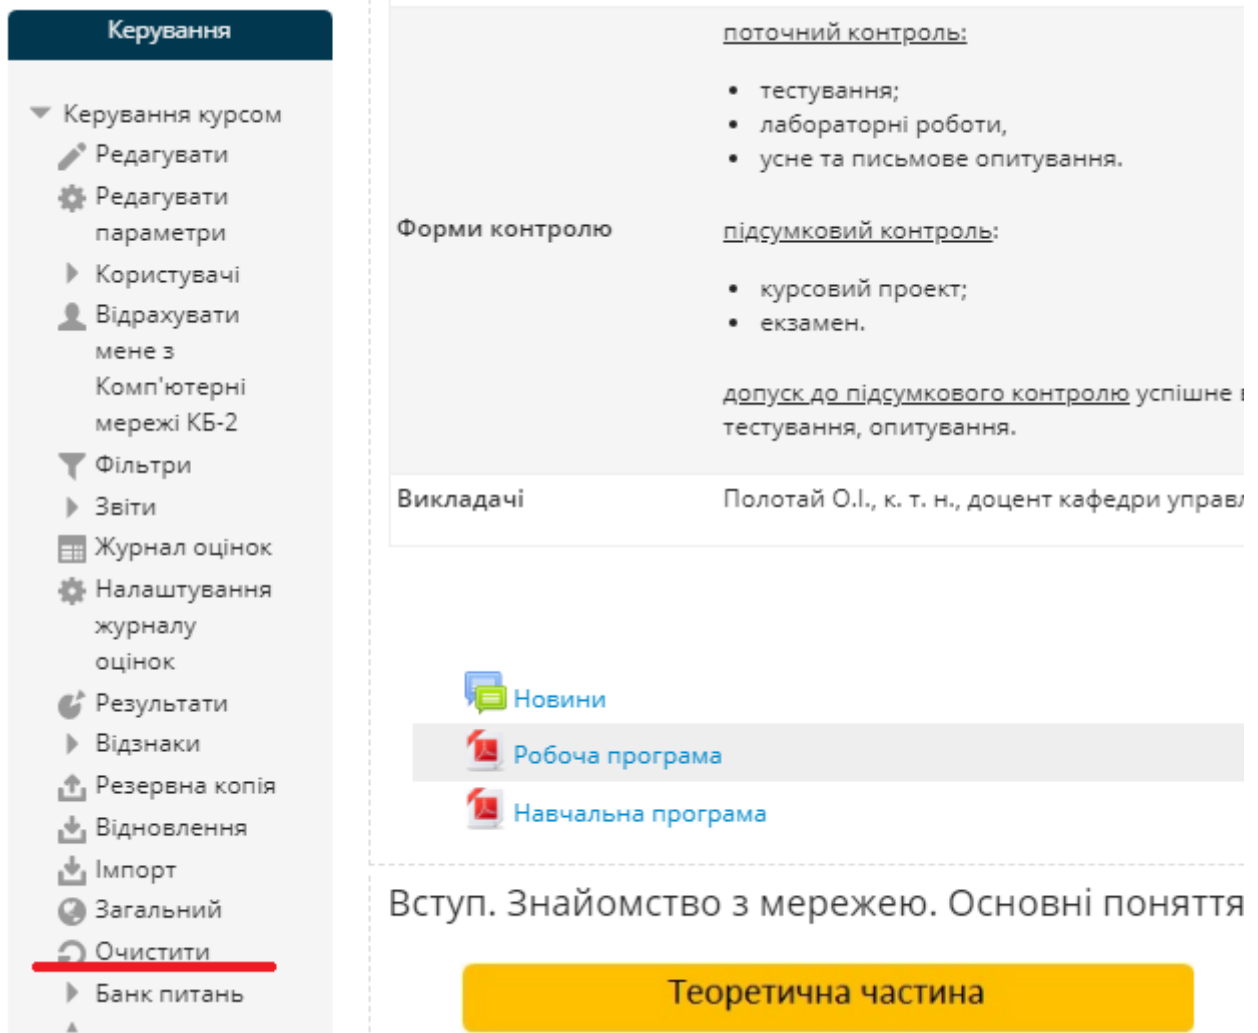 Керування
Керування курсом
Редагувати
Редагувати
параметри
Користувачі
Відрахувати
мене з
Комп'ютерні
мережі КБ-2
Фільтри
Звіти
Журнал оцінок
Налаштування
журналу
оцінок
Результати
Відзнаки
Резервна копія
Відновлення
Імпорт
Загальний
Очистити
Банк питань
поточний контроль:
тестування;
лабораторні роботи,
усне та письмове опитування.
Форми контролю
підсумковий контроль:
курсовий проект;
екзамен.
допуск до підсумкового контролю успішне
тестування, опитування.
Викладачі
Полотай О.І., к. т. н., доцент кафедри
Новини
Робоча програма
Навчальна програма
Вступ. Знайомство з мережею. Основні поняття
Теоретична частина